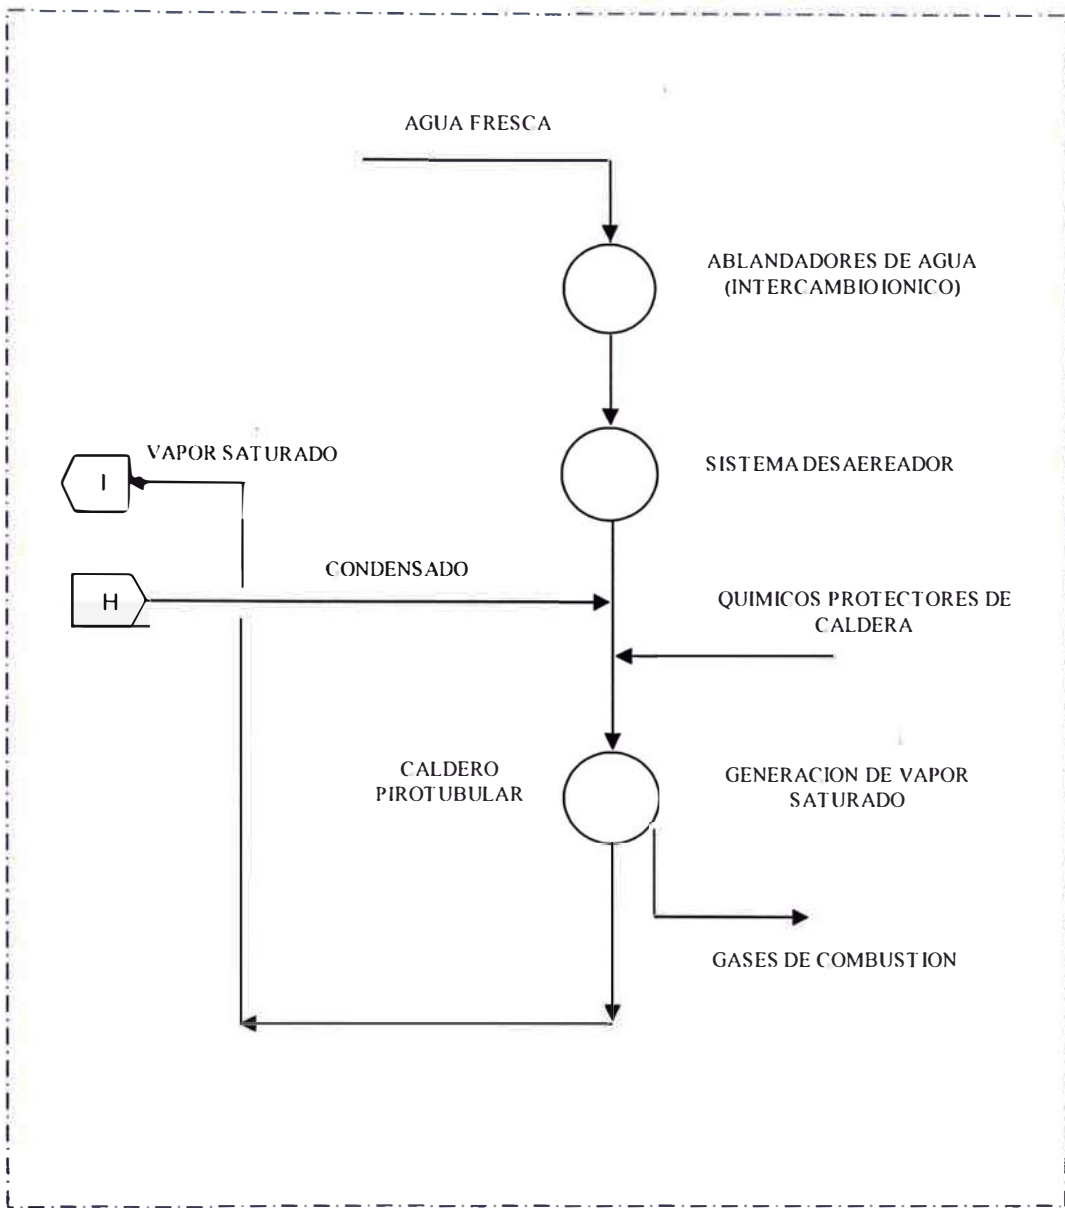 AGUA FRESCA
ABLANDADORES DE AGUA
(INTERCAMBIO IONICO)
VAPOR SATURADO
I
SISTEMA DESAEREADOR
CONDENSADO
H
QUIMICOS PROTECTORES DE
CALDERA
CALDERO
PIROTUBULAR
GENERACION DE VAPOR
SATURADO
GASES DE COMBUSTION